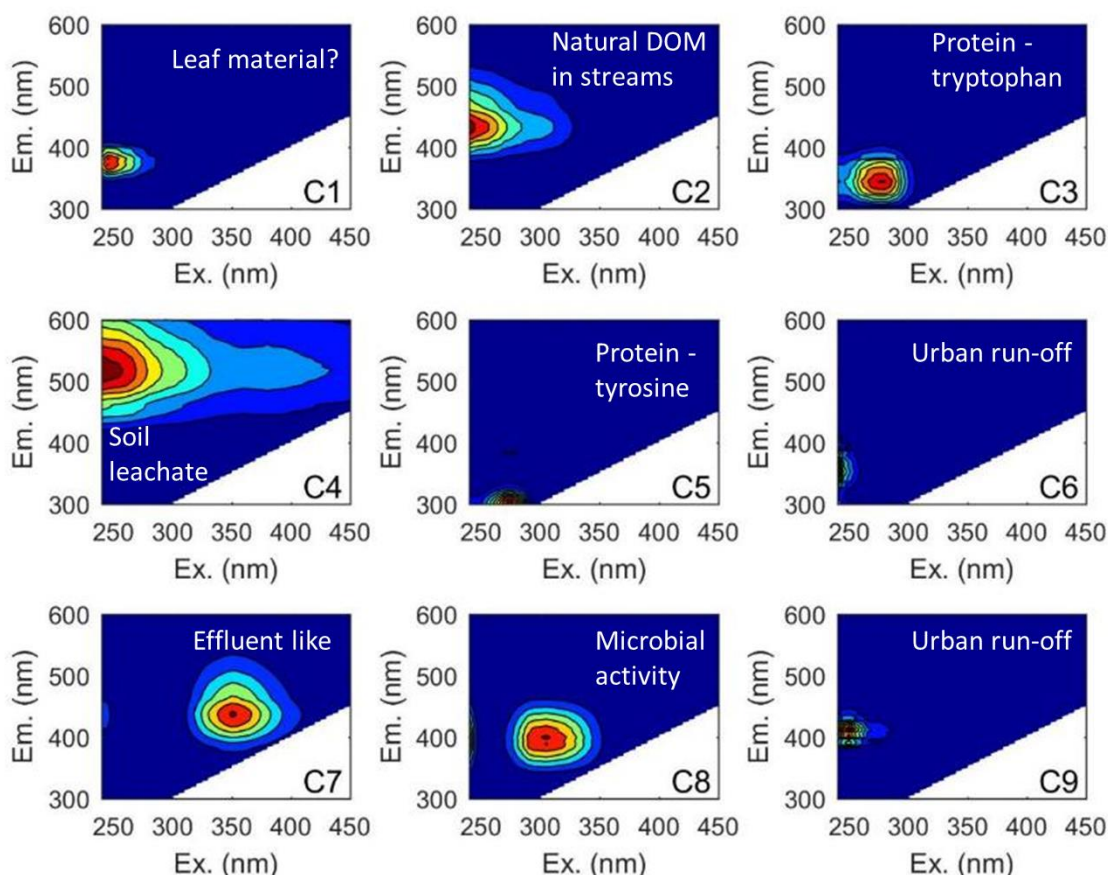 600
500
400
300
Em. (nm)
Leaf material?
C1
250 300 350 400 450
Ex. (nm)
600
500
400
300
Em. (nm)
Natural DOM
in streams
C2
250 300 350 400 450
Ex. (nm)
600
500
400
300
Em. (nm)
Protein -
tryptophan
C3
250 300 350 400 450
Ex. (nm)
600
500
400
300
Em. (nm)
Soil
leachate
C4
250 300 350 400 450
Ex. (nm)
600
500
400
300
Em. (nm)
Protein -
tyrosine
C5
250 300 350 400 450
Ex. (nm)
600
500
400
300
Em. (nm)
Urban run-off
C6
250 300 350 400 450
Ex. (nm)
600
500
400
300
Em. (nm)
Effluent like
C7
250 300 350 400 450
Ex. (nm)
600
500
400
300
Em. (nm)
Microbial
activity
C8
250 300 350 400 450
Ex. (nm)
600
500
400
300
Em. (nm)
Urban run-off
C9
250 300 350 400 450
Ex. (nm)